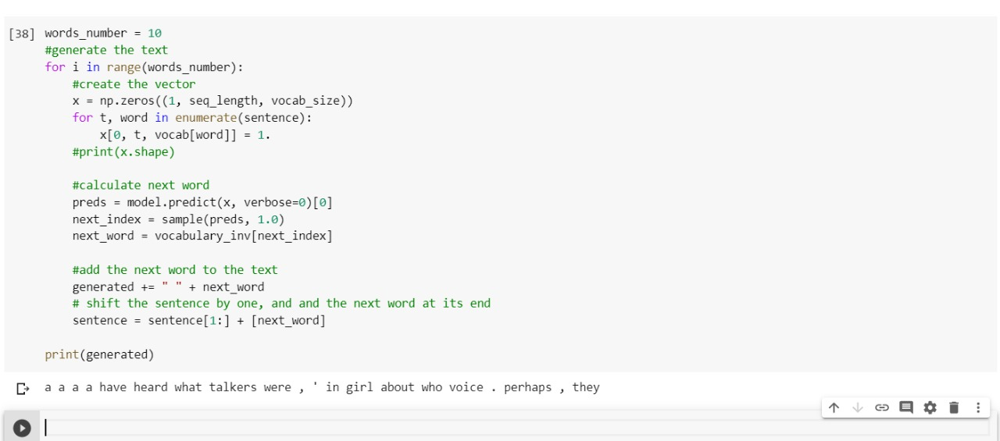 [38] words_number = 10
#generate the text
for i in range(words_number):
#create the vector
x = np.zeros((1, seq_length, vocab_size))
for t, word in enumerate(sentence):
x[0, t, vocab[word]] = 1.
#print(x.shape)
#calculate next word
preds = model.predict(x, verbose=0)[0]
next_index = sample(preds, 1.0)
next_word = vocabulary_inv[next_index]
#add the next word to the text
generated += " " + next_word
# shift the sentence by one, and and the next word at its end
sentence = sentence[1:] + [next_word]
print(generated)
a a a a have heard what talkers were , ' in girl about who voice . perhaps , they